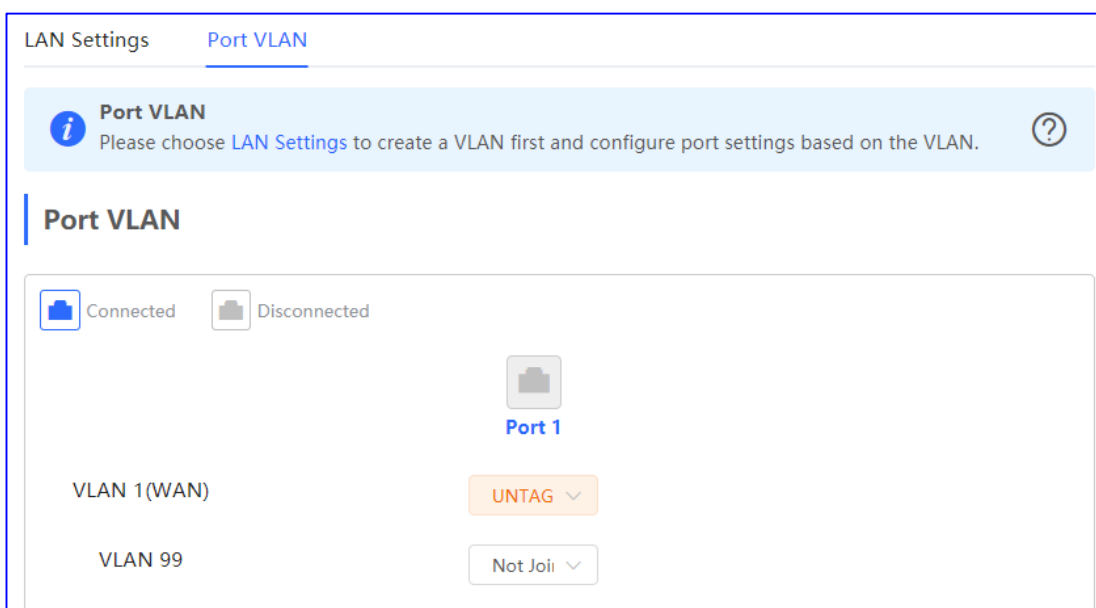 LAN Settings Port VLAN
Port VLAN
Please choose LAN Settings to create a VLAN first and configure port settings based on the VLAN.
Port VLAN
Connected Disconnected
Port 1
VLAN 1(WAN) UNTAG
VLAN 99 Not Joi